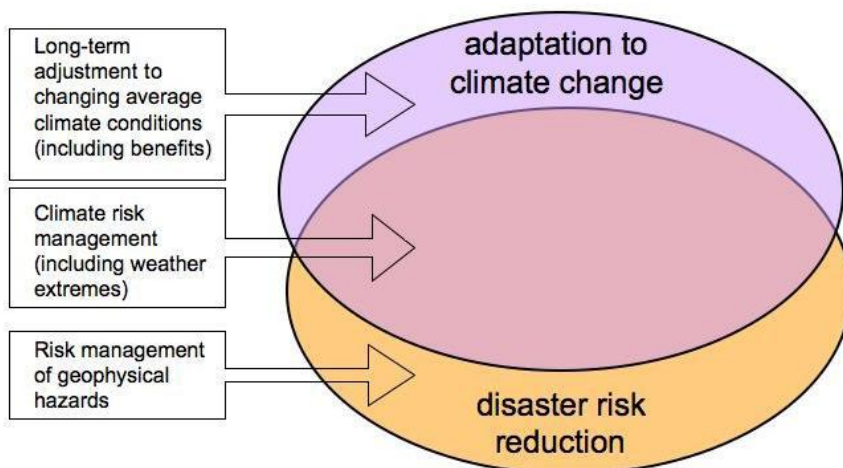 Long-term
adjustment to
changing average
climate conditions
(including benefits)
adaptation to
climate change
Climate risk
management
(including weather
extremes)
Risk management
of geophysical
hazards
disaster risk
reduction